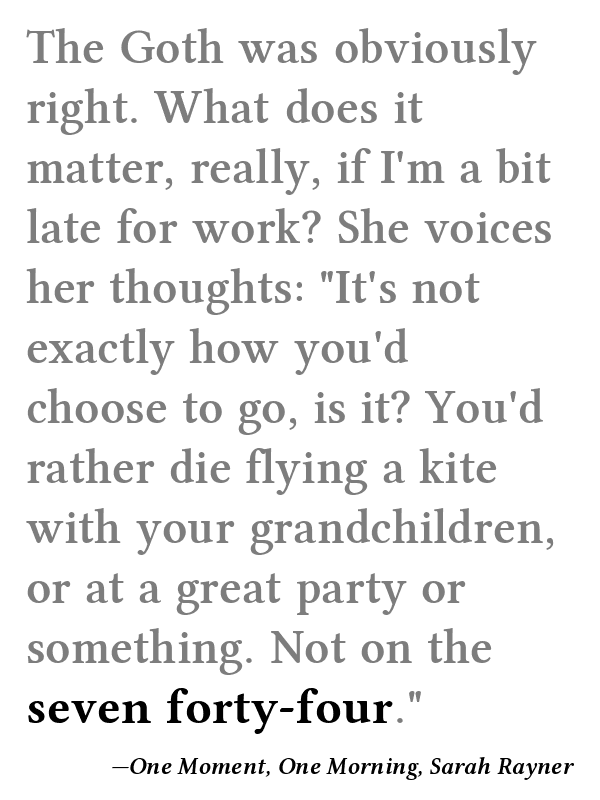 The Goth was obviously
right. What does it
matter, really, if I'm a bit
late for work? She voices
her thoughts: "It's not
exactly how you'd
choose to go, is it? You'd
rather die flying a kite
with your grandchildren,
or at a great party or
something. Not on the
seven forty-four."
—One Moment, One Morning, Sarah Rayner